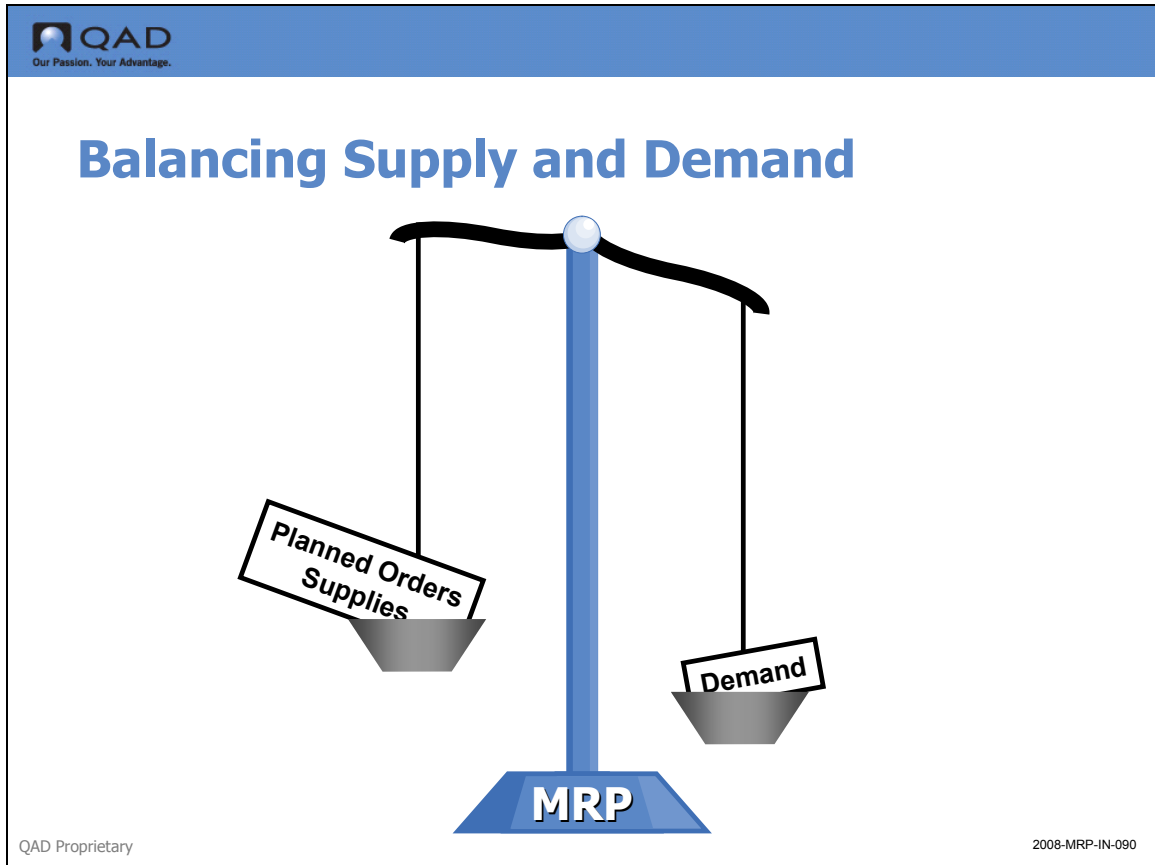 QAD
Our Passion. Your Advantage.
Balancing Supply and Demand
Planned Orders
Supplies
Demand
MRP
QAD Proprietary
2008-MRP-IN-090